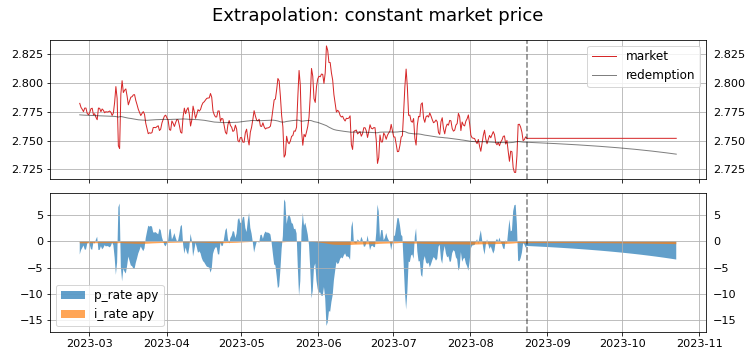 Extrapolation: constant market price
2.825 2.825
2.800 2.800
2.775 2.775
2.750 2.750
2.725 2.725
market
redemption
5 5
0 0
−5 −5
−10 −10
−15 −15
p_rate apy
i_rate apy
2023-03 2023-04 2023-05 2023-06 2023-07 2023-08 2023-09 2023-10 2023-11